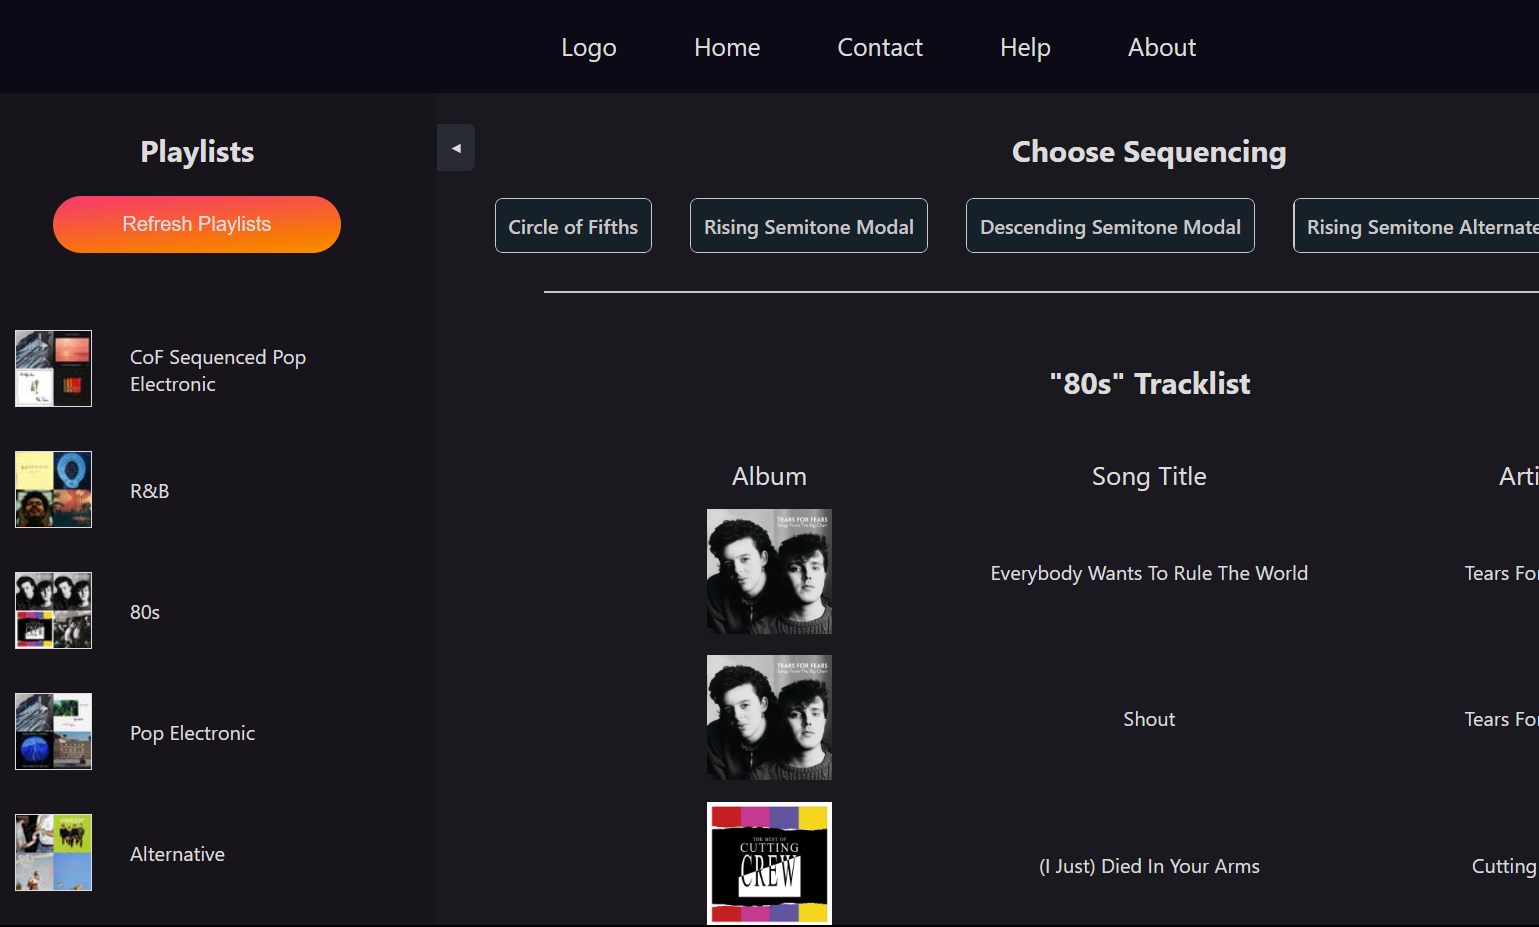 Logo Home Contact Help About
Playlists
Refresh Playlists
CoF Sequenced Pop
Electronic
R&B
80s
Pop Electronic
Alternative
◄
Choose Sequencing
Circle of Fifths Rising Semitone Modal Descending Semitone Modal Rising Semitone Alternate
"80s" Tracklist
Album Song Title Arti
TEARS FOR FEARS
Songs From The Big Chair
Everybody Wants To Rule The World Tears For
TEARS FOR FEARS
Songs From The Big Chair
Shout Tears For
THE BEST OF
CUTTING
CREW
(I Just) Died In Your Arms Cutting